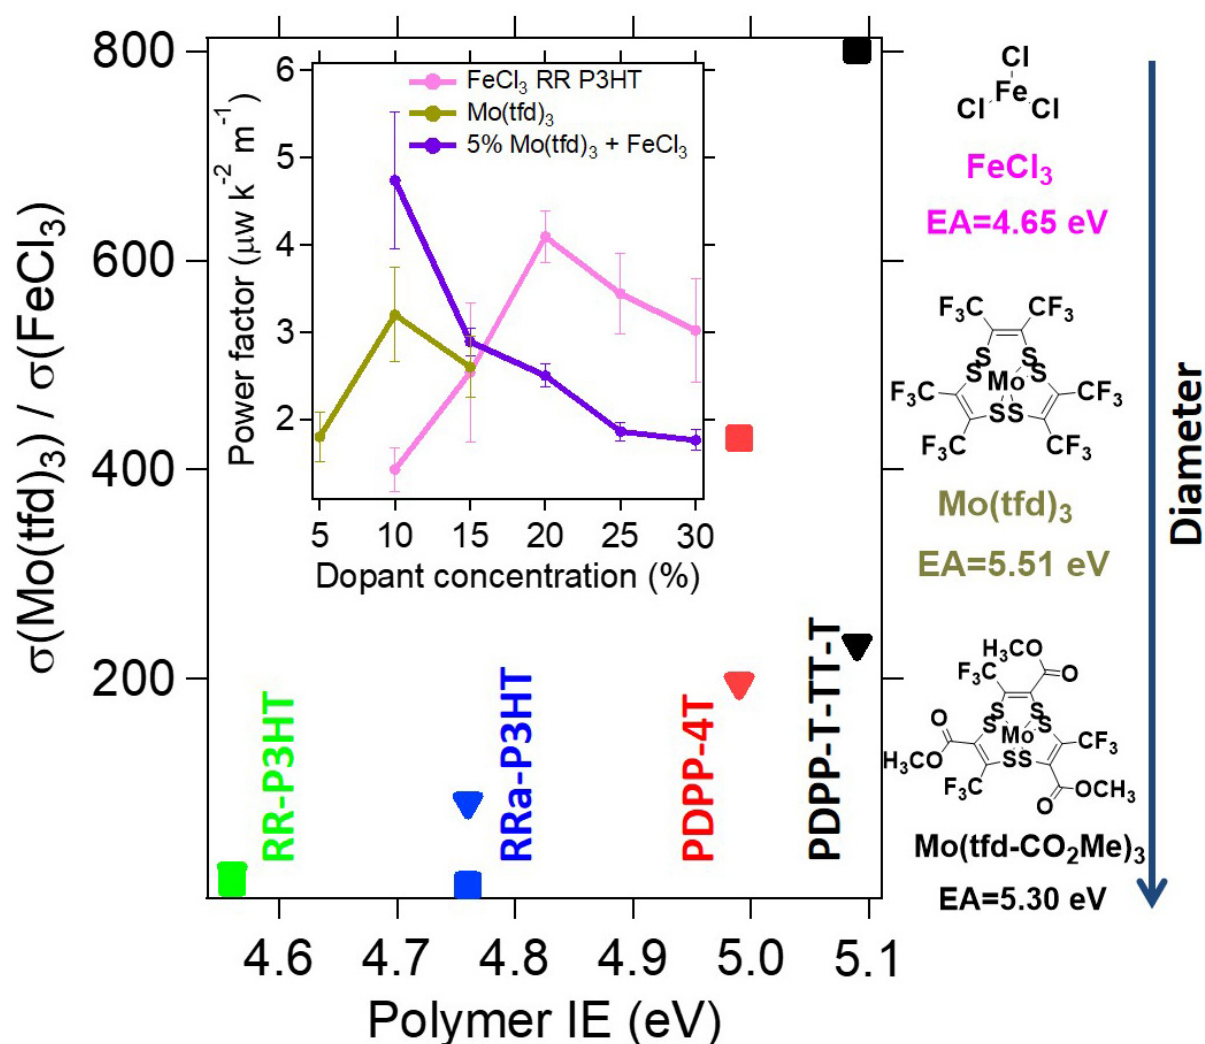 800
600
400
200
σ(Mo(tfd)₃) / σ(FeCl₃)
6
5
4
3
2
Power factor (μw k⁻² m⁻¹)
FeCl₃ RR P3HT
Mo(tfd)₃
5% Mo(tfd)₃ + FeCl₃
5 10 15 20 25 30
Dopant concentration (%)
RR-P3HT
RRa-P3HT
PDPP-4T
PDPP-T-TT-T
4.6 4.7 4.8 4.9 5.0 5.1
Polymer IE (eV)
Cl
Fe
Cl Cl
FeCl₃
EA=4.65 eV
F₃C CF₃
S S
S Mo S
F₃C CF₃
SS
F₃C CF₃
Mo(tfd)₃
EA=5.51 eV
H₃CO
F₃C O
S S
O S Mo S
H₃CO CF₃
SS
F₃C
O OCH₃
Mo(tfd-CO₂Me)₃
EA=5.30 eV
Diameter